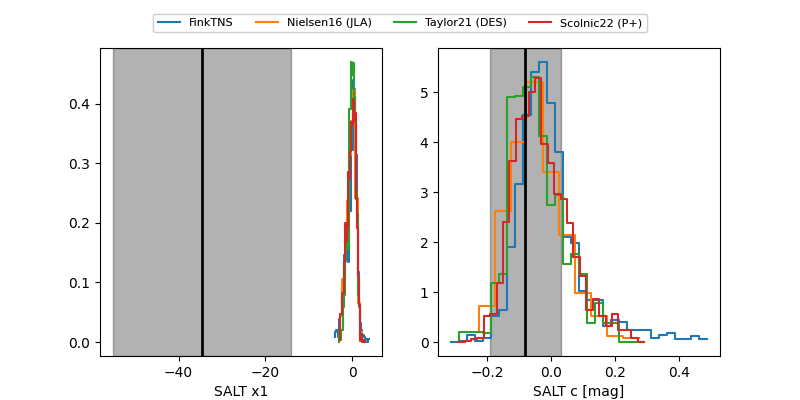 FinkTNS Nielsen16 (JLA) Taylor21 (DES) Scolnic22 (P+)
0.4
0.3
0.2
0.1
0.0
−40 −20 0
SALT x1
5
4
3
2
1
0
−0.2 0.0 0.2 0.4
SALT c [mag]